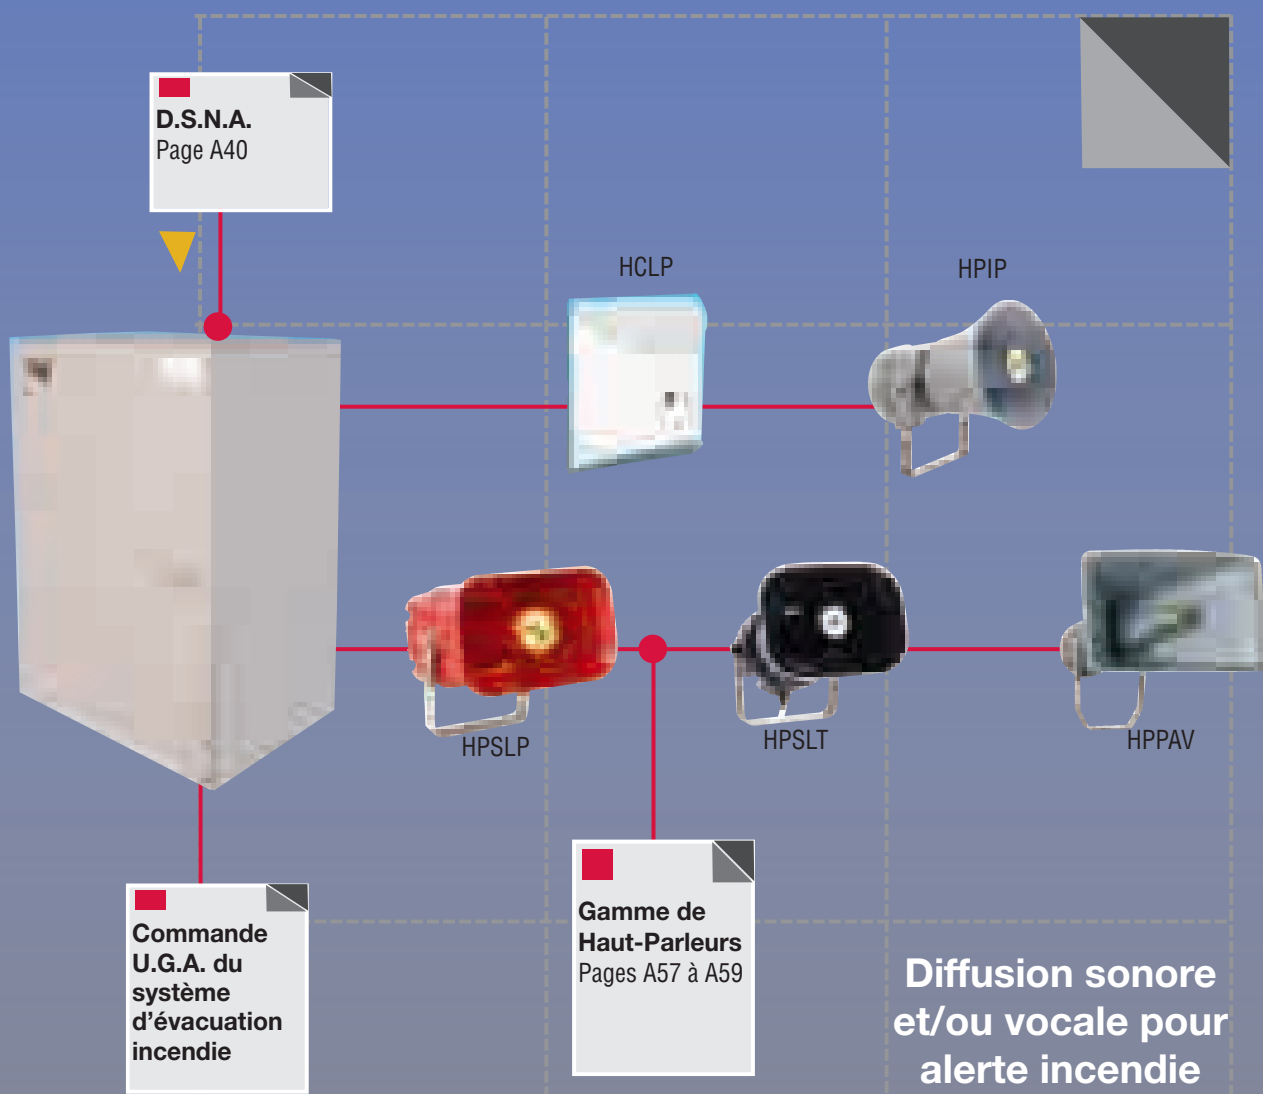 D.S.N.A.
Page A40
HCLP
HPIP
HPSLP
HPSLT
HPPAV
Commande
U.G.A. du
système
d’évacuation
incendie
Gamme de
Haut-Parleurs
Pages A57 à A59
Diffusion sonore
et/ou vocale pour
alerte incendie